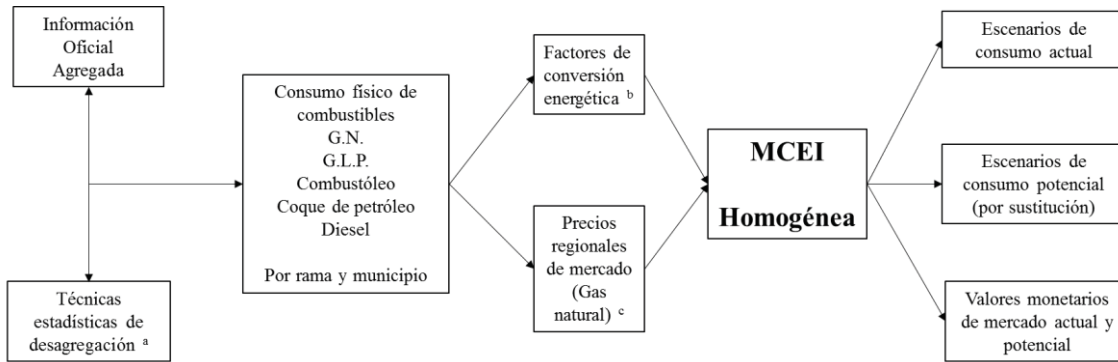 Información
Oficial
Agregada
Técnicas
estadísticas de
desagregación ᵃ
Consumo físico de
combustibles
G.N.
G.L.P.
Combustóleo
Coque de petróleo
Diesel
Por rama y municipio
Factores de
conversión
energética ᵇ
Precios
regionales
de mercado
(Gas
natural) ᶜ
MCEI
Homogénea
Escenarios de
consumo actual
Escenarios de
consumo potencial
(por sustitución)
Valores monetarios
de mercado actual y
potencial